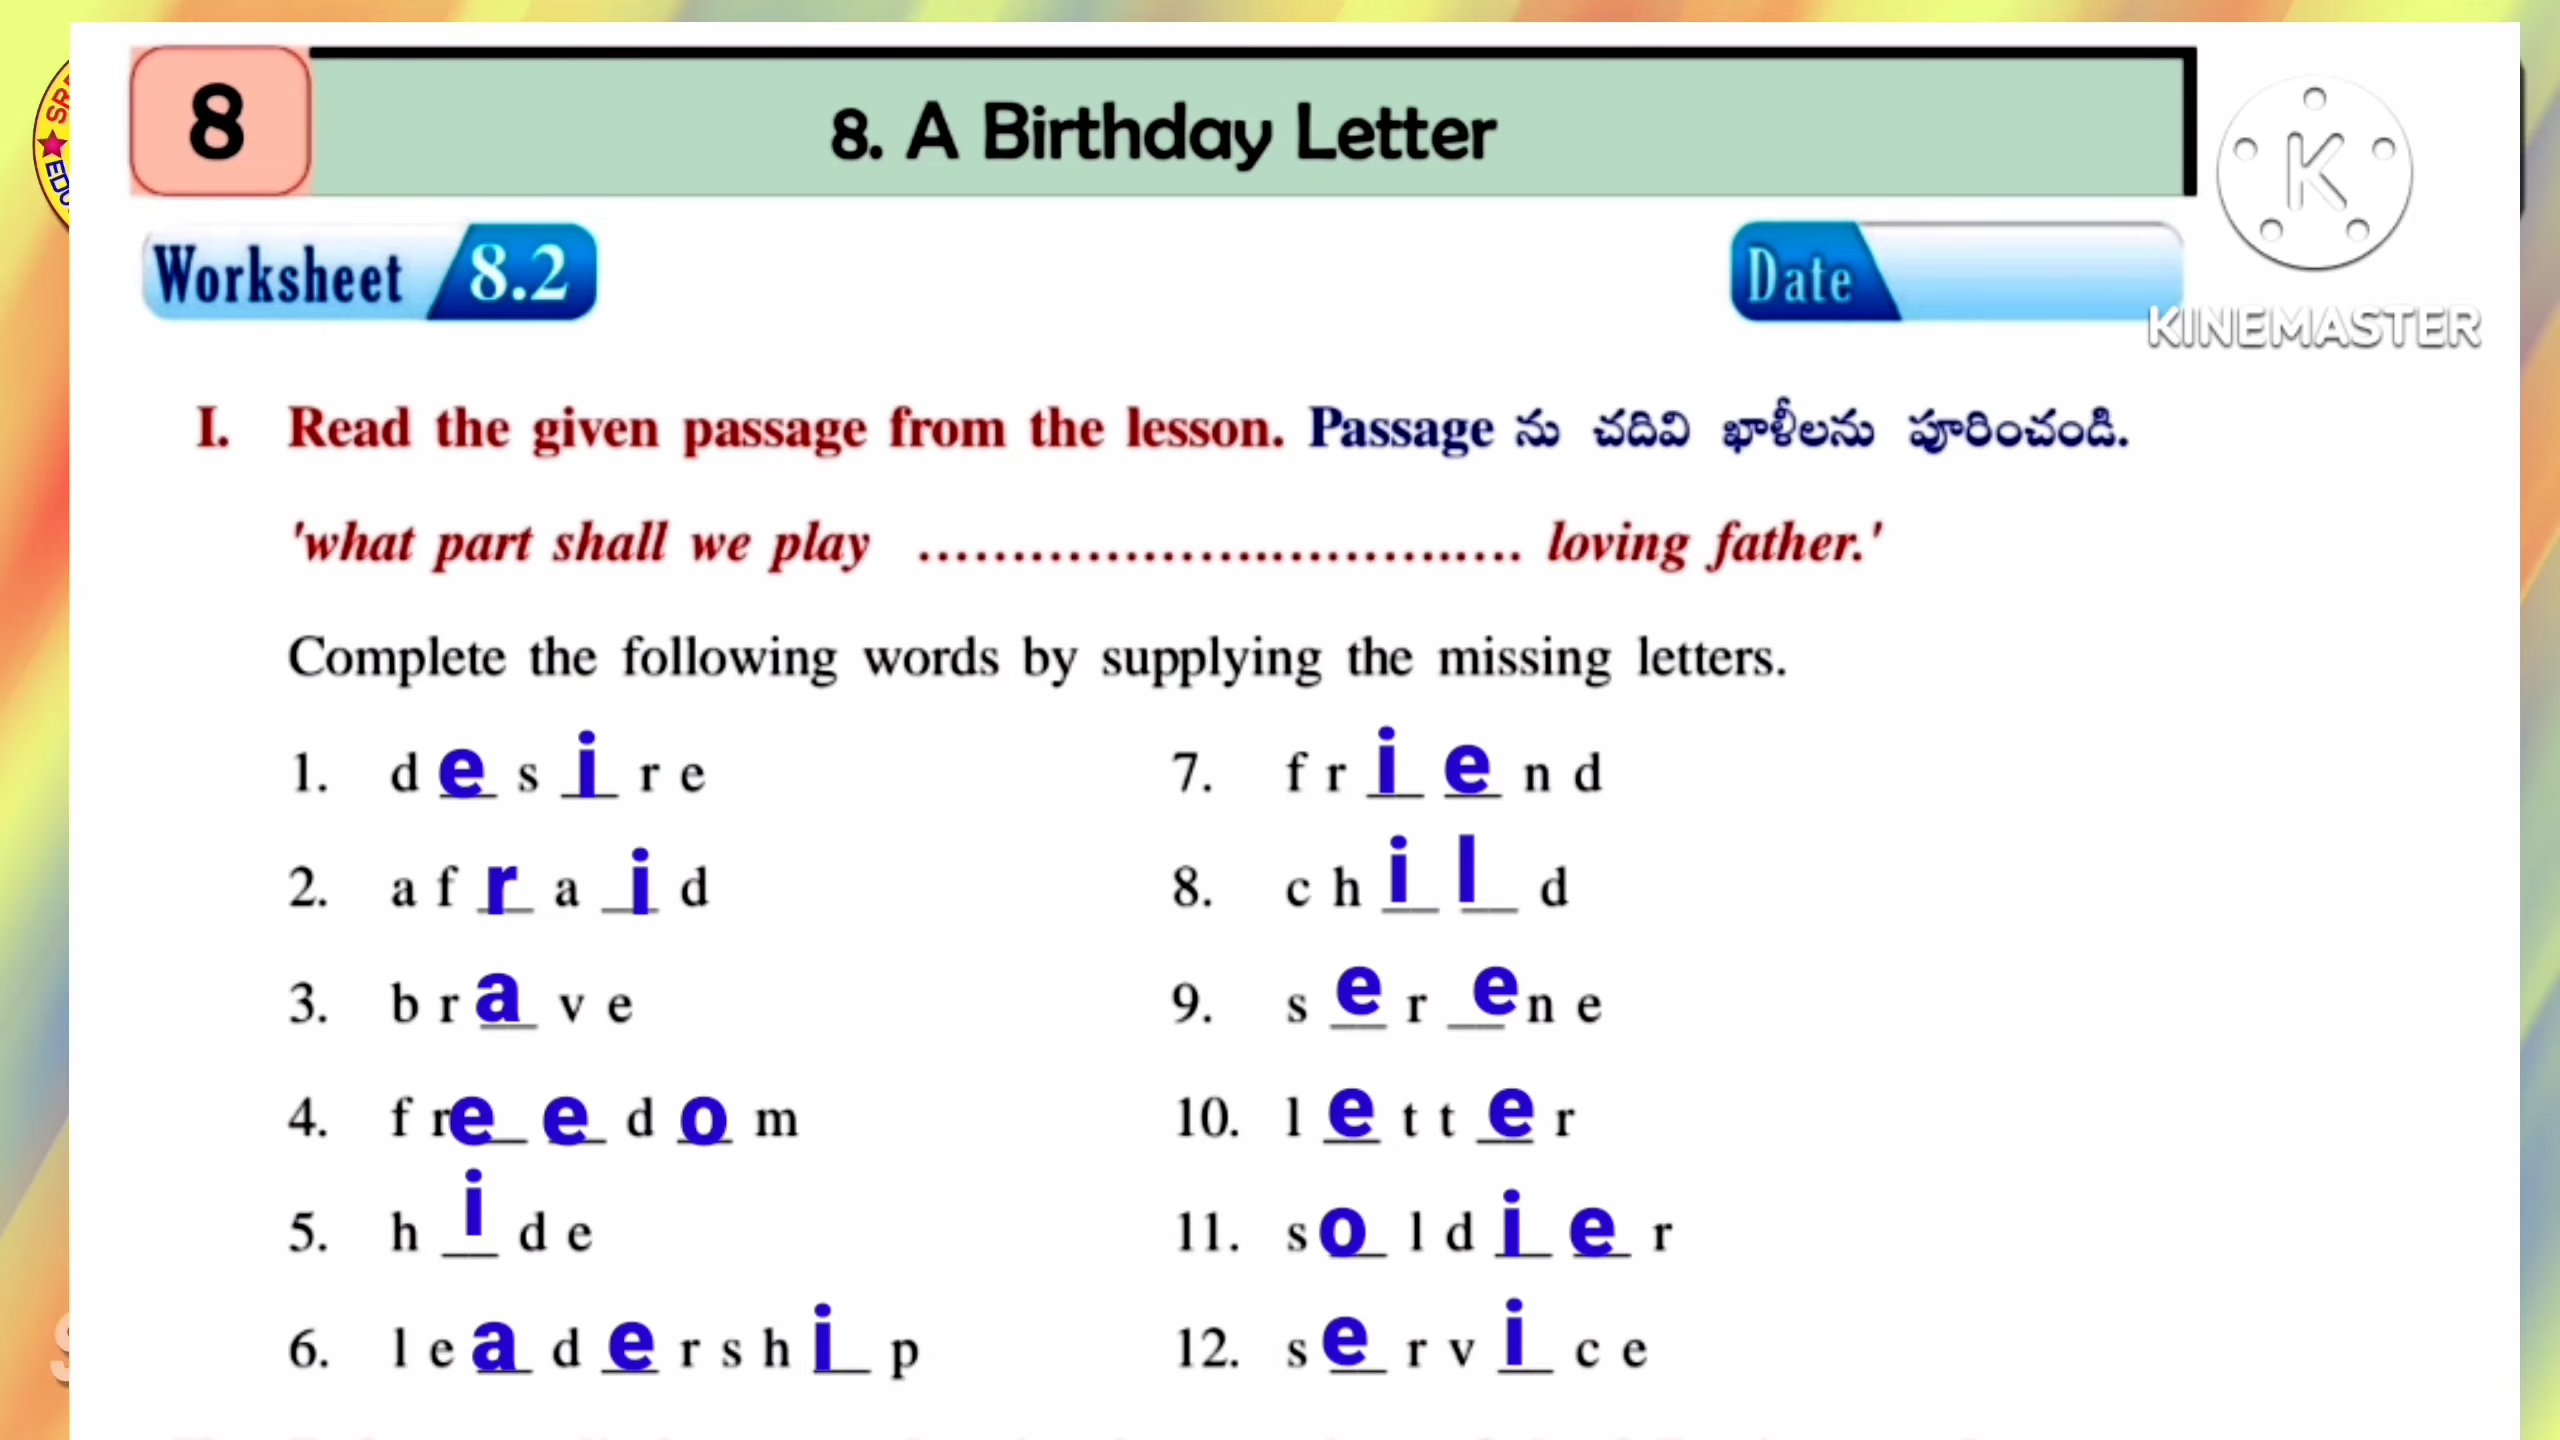 8
8. A Birthday Letter
Worksheet 8.2
Date
KINEMASTER
I. Read the given passage from the lesson. Passage ను చదివి ఖాళీలను పూరించండి.
'what part shall we play ................................ loving father.'
Complete the following words by supplying the missing letters.
1. d e s i r e
2. a f r a i d
3. b r a v e
4. f r e e d o m
5. h i d e
6. l e a d e r s h i p
7. f r i e n d
8. c h i l d
9. s e r e n e
10. l e t t e r
11. s o l d i e r
12. s e r v i c e